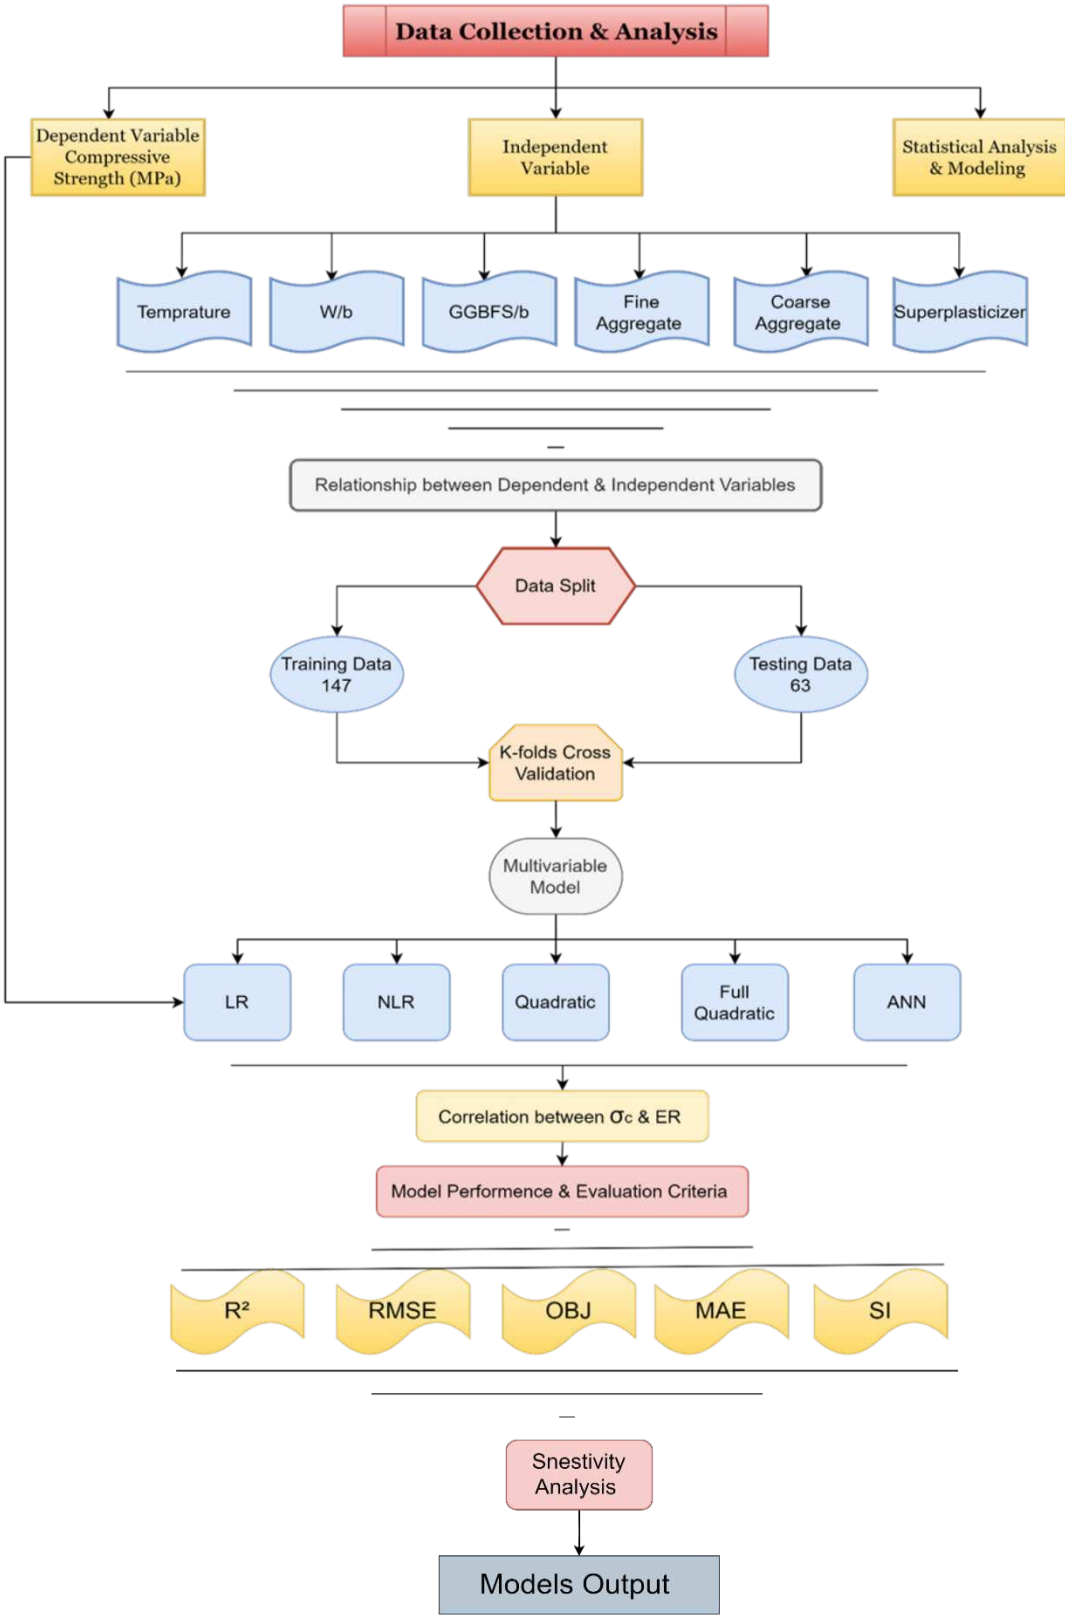 Data Collection & Analysis
Dependent Variable
Compressive
Strength (MPa)
Independent
Variable
Statistical Analysis
& Modeling
Temprature
W/b
GGBFS/b
Fine
Aggregate
Coarse
Aggregate
Superplasticizer
Relationship between Dependent & Independent Variables
Data Split
Training Data
147
Testing Data
63
K-folds Cross
Validation
Multivariable
Model
LR
NLR
Quadratic
Full
Quadratic
ANN
Correlation between σc & ER
Model Performence & Evaluation Criteria
R²
RMSE
OBJ
MAE
SI
Snestivity
Analysis
Models Output